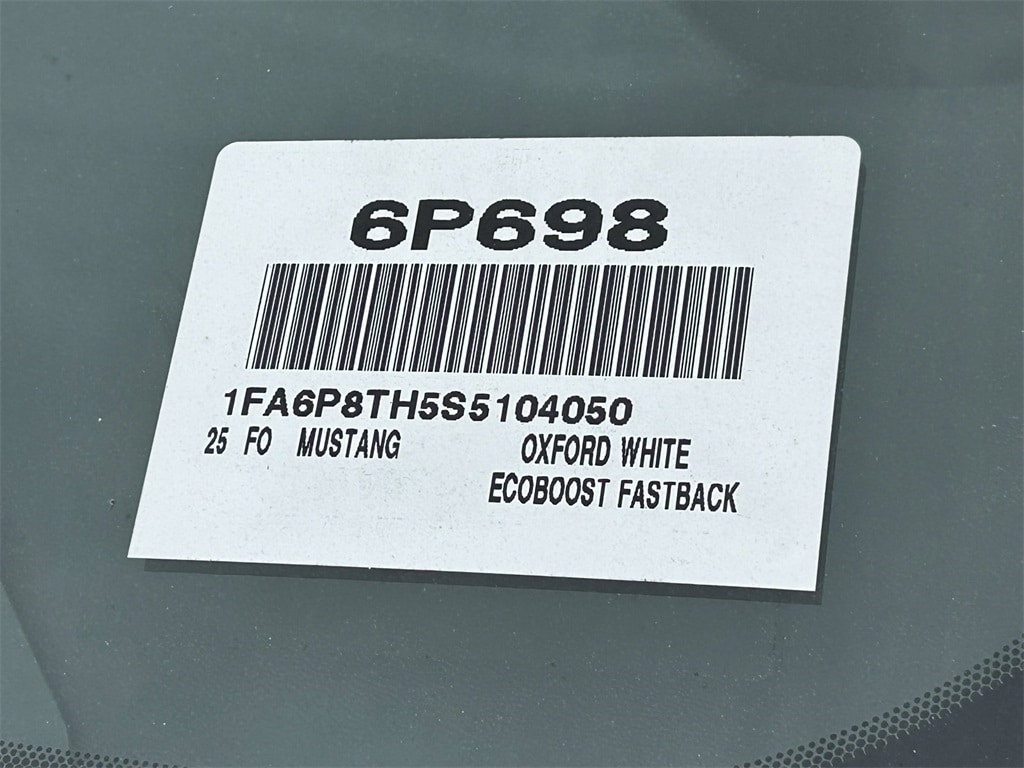 6P698
1FA6P8TH5S5104050
25 FO MUSTANG OXFORD WHITE
ECOBOOST FASTBACK